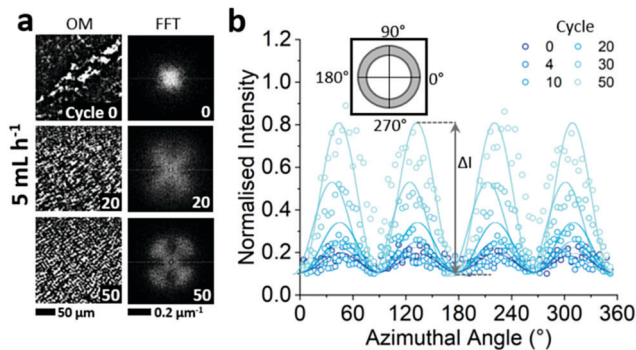 a
OM FFT
5 mL h⁻¹
Cycle 0 0
20 20
50 50
50 µm 0.2 µm⁻¹
b
Cycle
0 20
4 30
10 50
90°
180° 0°
270°
ΔI
Normalised Intensity
1.2
1.0
0.8
0.6
0.4
0.2
0.0
0 60 120 180 240 300 360
Azimuthal Angle (°)